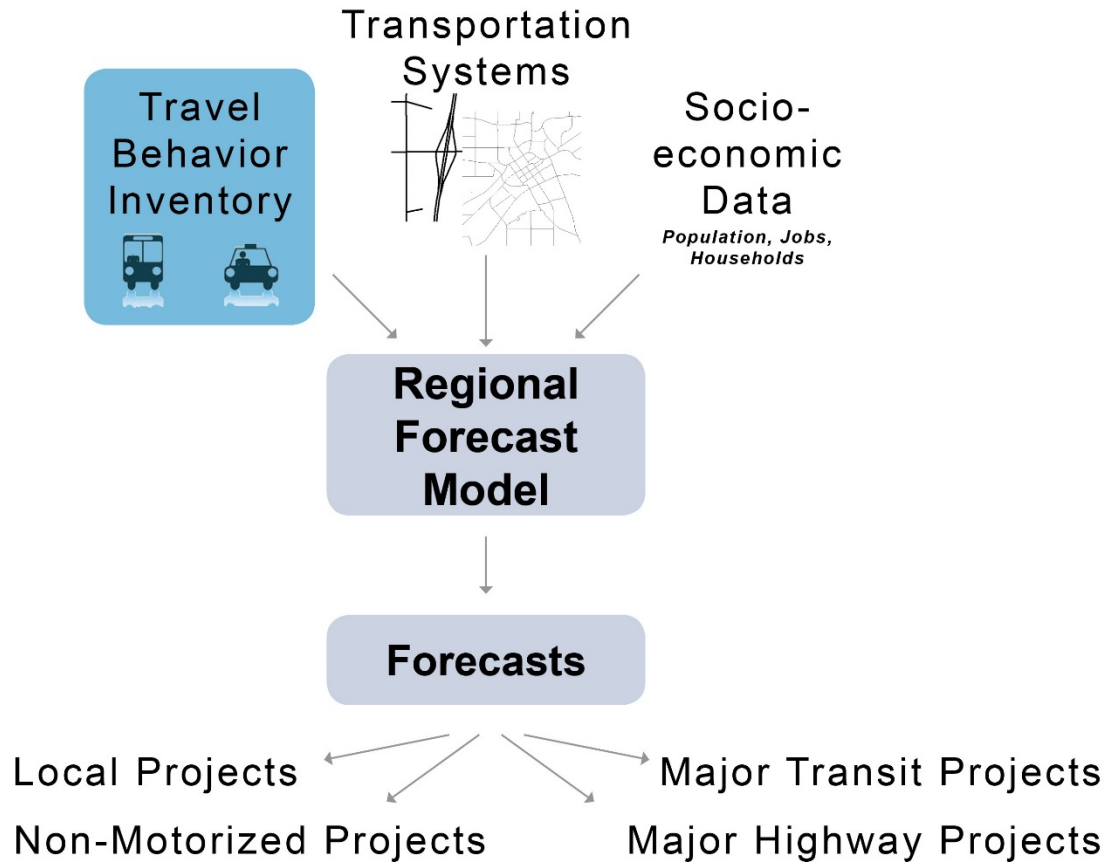 Transportation
Systems
Travel
Behavior
Inventory
Socio-
economic
Data
Population, Jobs,
Households
Regional
Forecast
Model
Forecasts
Local Projects
Major Transit Projects
Non-Motorized Projects
Major Highway Projects